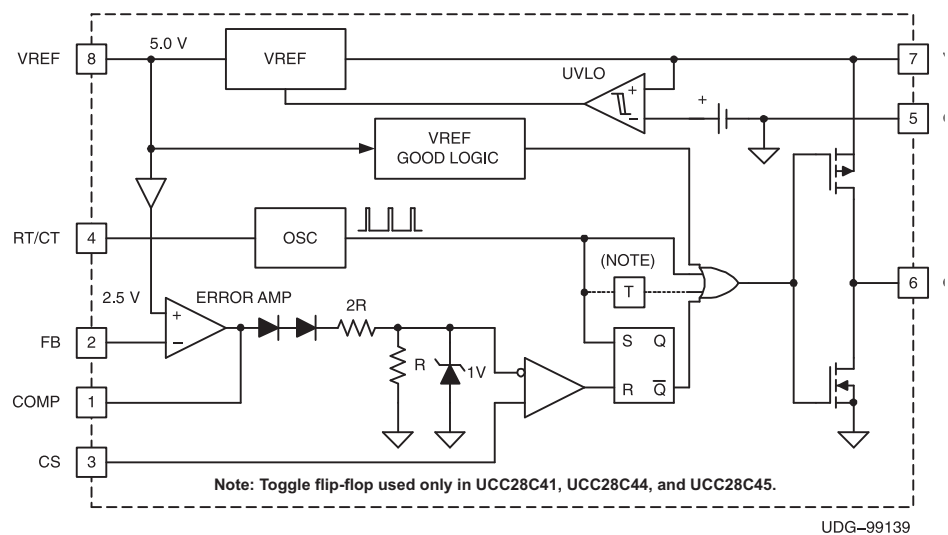 VREF 8 5.0 V VREF 7
UVLO
+
−
+
5
VREF
GOOD LOGIC
RT/CT 4 OSC
(NOTE)
T
2.5 V
ERROR AMP
6
+
−
2R
FB 2
S Q
R
1V
R Q
COMP 1
CS 3
Note: Toggle flip-flop used only in UCC28C41, UCC28C44, and UCC28C45.
UDG–99139